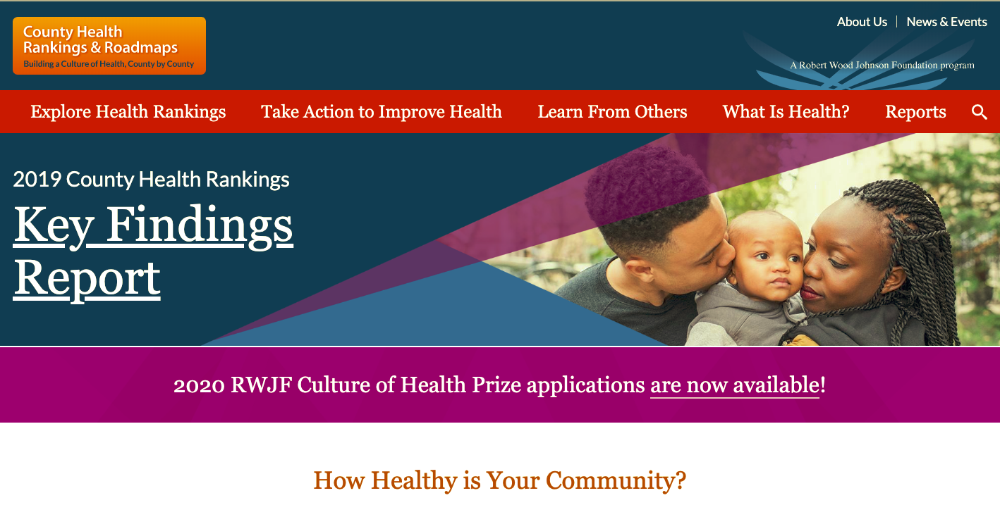 County Health
Rankings & Roadmaps
Building a Culture of Health, County by County
About Us
News & Events
A Robert Wood Johnson Foundation program
Explore Health Rankings
Take Action to Improve Health
Learn From Others
What Is Health?
Reports
2019 County Health Rankings
Key Findings
Report
2020 RWJF Culture of Health Prize applications are now available!
How Healthy is Your Community?